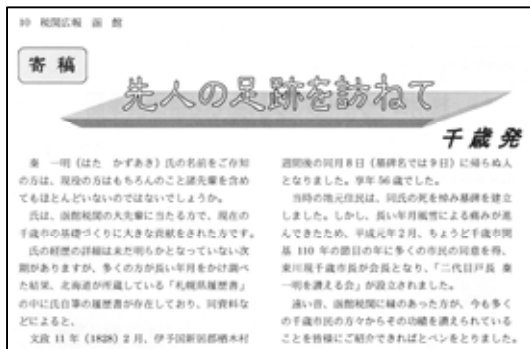 10 税関広報 函 館
寄 稿
先人の足跡を訪ねて
千歳発
秦 一明(はた かずあき)氏の名前をご存知
の方は、現役の方はもちろんのこと諸先輩を含め
てもほとんどいないのではないでしょうか。
氏は、函館税関の大先輩に当たる方で、現在の
千歳市の基礎づくりに大きな貢献をされた方です。
氏の経歴の詳細は未だ明らかとなっていない次
期がありますが、多くの方が長い年月をかけ調べ
た結果、北海道が所蔵している「札幌県履歴書」
の中に氏自筆の履歴書が存在しており、同資料な
どによると、
文政 11 年 (1828) 2 月、伊予国新居郡楢木村
週間後の同月8日(墓碑名では9日)に帰らぬ人
となりました。享年 56 歳でした。
当時の地元住民は、同氏の死を悼み墓碑を建立
しました。しかし、長い年月風雪による痛みが進
んできたため、平成元年2月、ちょうど千歳市開
基 110 年の節目の年に多くの市民の同意を得、
東川現千歳市長が会長となり、「二代目戸長 秦
一明を讃える会」が設立されました。
遠い昔、函館税関に縁のあった方が、今も多く
の千歳市民の方々からその功績を讃えられている
ことを皆様にご紹介できればとペンをとりました。